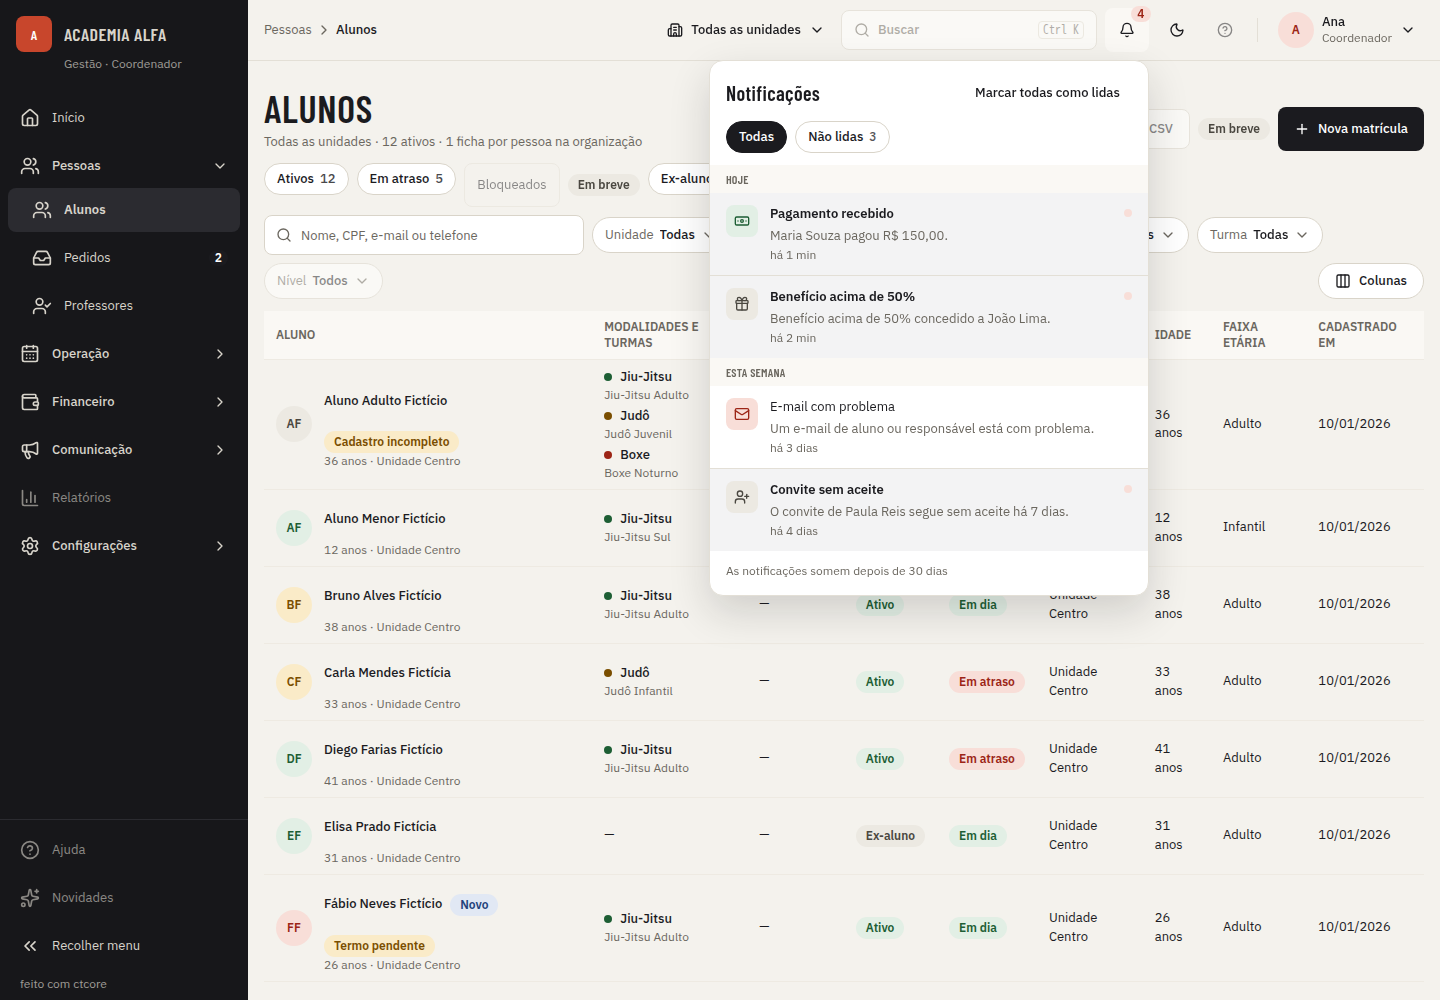 A
ACADEMIA ALFA
Gestão · Coordenador
Início
Pessoas
Alunos
Pedidos 2
Professores
Operação
Financeiro
Comunicação
Relatórios
Configurações
Ajuda
Novidades
Recolher menu
feito com ctcore
Pessoas > Alunos
Todas as unidades
Buscar Ctrl K
4
A
Ana
Coordenador
ALUNOS
Todas as unidades · 12 ativos · 1 ficha por pessoa na organização
CSV
Em breve
+ Nova matrícula
Ativos 12
Em atraso 5
Bloqueados
Em breve
Nome, CPF, e-mail ou telefone
Unidade Todas
Turma Todas
Nível Todos
Colunas
Notificações
Marcar todas como lidas
Todas
Não lidas 3
HOJE
Pagamento recebido
Maria Souza pagou R$ 150,00.
há 1 min
Benefício acima de 50%
Benefício acima de 50% concedido a João Lima.
há 2 min
ESTA SEMANA
E-mail com problema
Um e-mail de aluno ou responsável está com problema.
há 3 dias
Convite sem aceite
O convite de Paula Reis segue sem aceite há 7 dias.
há 4 dias
As notificações somem depois de 30 dias
ALUNO
MODALIDADES E
TURMAS
IDADE
FAIXA
ETÁRIA
CADASTRADO
EM
AF
Aluno Adulto Fictício
Cadastro incompleto
36 anos · Unidade Centro
Jiu-Jitsu
Jiu-Jitsu Adulto
Judô
Judô Juvenil
Boxe
Boxe Noturno
36
anos
Adulto
10/01/2026
AF
Aluno Menor Fictício
12 anos · Unidade Centro
Jiu-Jitsu
Jiu-Jitsu Sul
12
anos
Infantil
10/01/2026
BF
Bruno Alves Fictício
38 anos · Unidade Centro
Jiu-Jitsu
Jiu-Jitsu Adulto
—
Ativo
Em dia
Unidade
Centro
38
anos
Adulto
10/01/2026
CF
Carla Mendes Fictícia
33 anos · Unidade Centro
Judô
Judô Infantil
—
Ativo
Em atraso
Unidade
Centro
33
anos
Adulto
10/01/2026
DF
Diego Farias Fictício
41 anos · Unidade Centro
Jiu-Jitsu
Jiu-Jitsu Adulto
—
Ativo
Em atraso
Unidade
Centro
41
anos
Adulto
10/01/2026
EF
Elisa Prado Fictícia
31 anos · Unidade Centro
—
—
Ex-aluno
Em dia
Unidade
Centro
31
anos
Adulto
10/01/2026
FF
Fábio Neves Fictício Novo
Termo pendente
26 anos · Unidade Centro
Jiu-Jitsu
Jiu-Jitsu Adulto
—
Ativo
Em dia
Unidade
Centro
26
anos
Adulto
10/01/2026